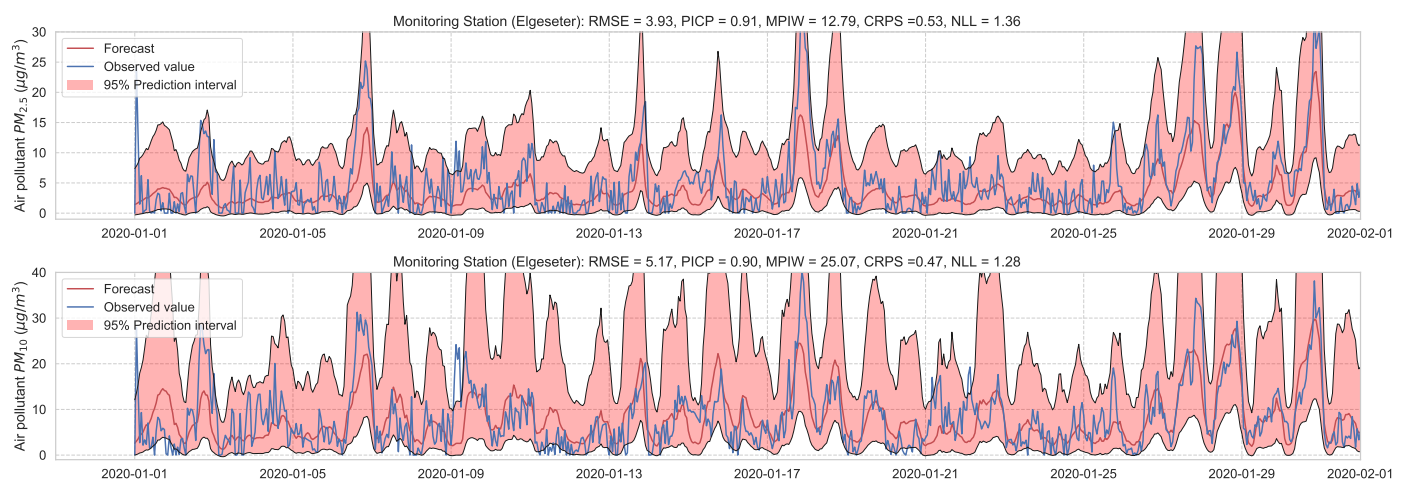 Monitoring Station (Elgeseter): RMSE = 3.93, PICP = 0.91, MPIW = 12.79, CRPS =0.53, NLL = 1.36
Air pollutant PM2.5 (μg/m3)
30
25
20
15
10
5
0
Forecast
Observed value
95% Prediction interval
2020-01-01 2020-01-05 2020-01-09 2020-01-13 2020-01-17 2020-01-21 2020-01-25 2020-01-29 2020-02-01
Monitoring Station (Elgeseter): RMSE = 5.17, PICP = 0.90, MPIW = 25.07, CRPS =0.47, NLL = 1.28
Air pollutant PM10 (μg/m3)
40
30
20
10
0
Forecast
Observed value
95% Prediction interval
2020-01-01 2020-01-05 2020-01-09 2020-01-13 2020-01-17 2020-01-21 2020-01-25 2020-01-29 2020-02-01